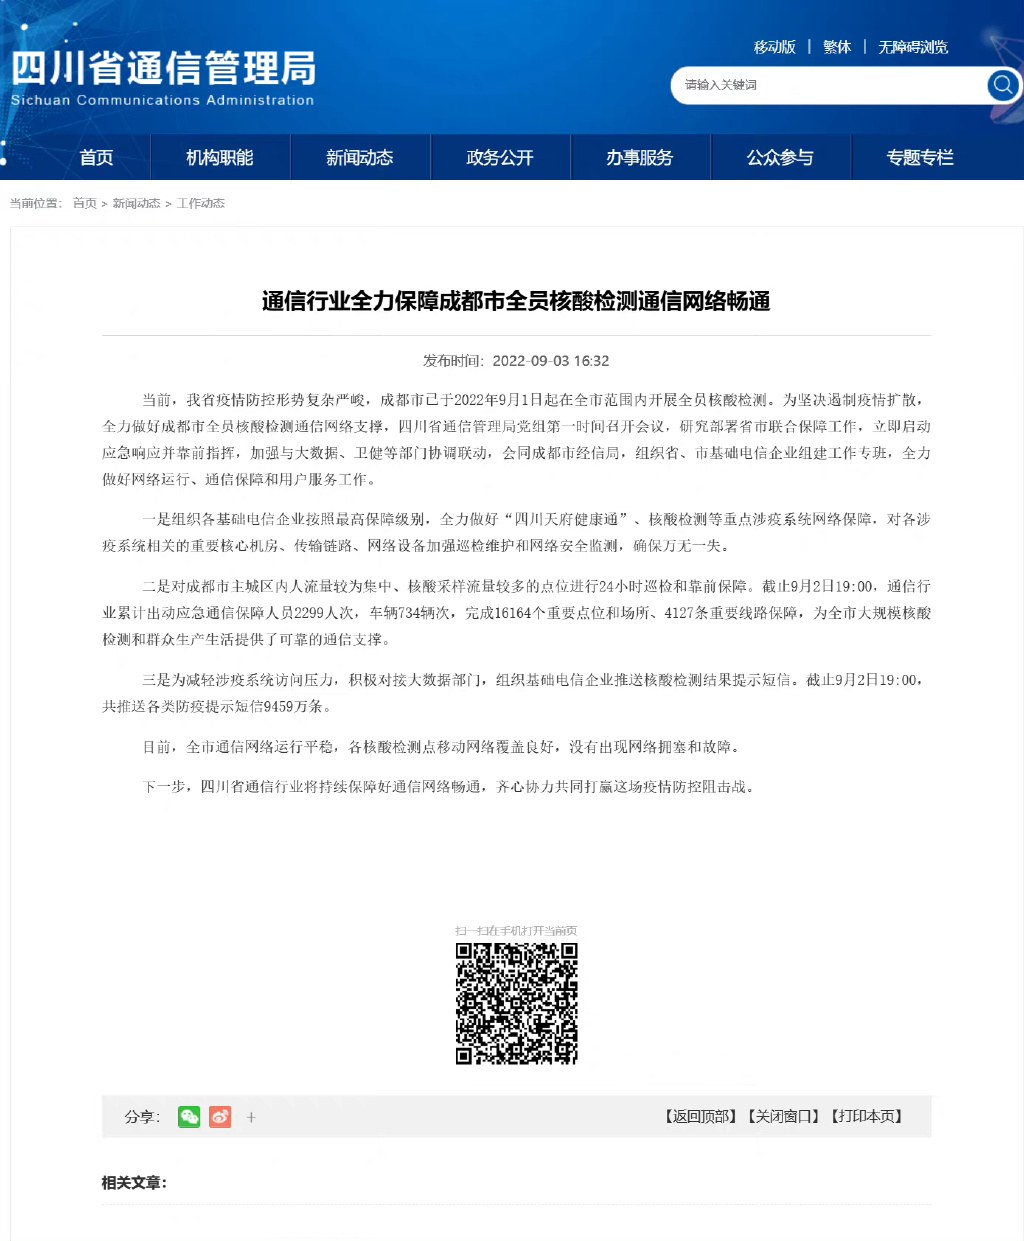 四川省通信管理局
Sichuan Communications Administration
移动版 | 繁体 | 无障碍浏览
请输入关键词
首页 机构职能 新闻动态 政务公开 办事服务 公众参与 专题专栏
当前位置： 首页 > 新闻动态 > 工作动态
通信行业全力保障成都市全员核酸检测通信网络畅通
发布时间：2022-09-03 16:32
当前，我省疫情防控形势复杂严峻，成都市已于2022年9月1日起在全市范围内开展全员核酸检测。为坚决遏制疫情扩散，
全力做好成都市全员核酸检测通信网络支撑，四川省通信管理局党组第一时间召开会议，研究部署省市联合保障工作，立即启动
应急响应并靠前指挥，加强与大数据、卫健等部门协调联动，会同成都市经信局，组织省、市基础电信企业组建工作专班，全力
做好网络运行、通信保障和用户服务工作。
一是组织各基础电信企业按照最高保障级别，全力做好“四川天府健康通”、核酸检测等重点涉疫系统网络保障，对各涉
疫系统相关的重要核心机房、传输链路、网络设备加强巡检维护和网络安全监测，确保万无一失。
二是对成都市主城区内人流量较为集中、核酸采样流量较多的点位进行24小时巡检和靠前保障。截止9月2日19:00，通信行
业累计出动应急通信保障人员2299人次，车辆734辆次，完成16164个重要点位和场所、4127条重要线路保障，为全市大规模核酸
检测和群众生产生活提供了可靠的通信支撑。
三是为减轻涉疫系统访问压力，积极对接大数据部门，组织基础电信企业推送核酸检测结果提示短信。截止9月2日19:00，
共推送各类防疫提示短信9459万条。
目前，全市通信网络运行平稳，各核酸检测点移动网络覆盖良好，没有出现网络拥塞和故障。
下一步，四川省通信行业将持续保障好通信网络畅通，齐心协力共同打赢这场疫情防控阻击战。
扫一扫在手机打开当前页
分享： + 【返回顶部】【关闭窗口】【打印本页】
相关文章：